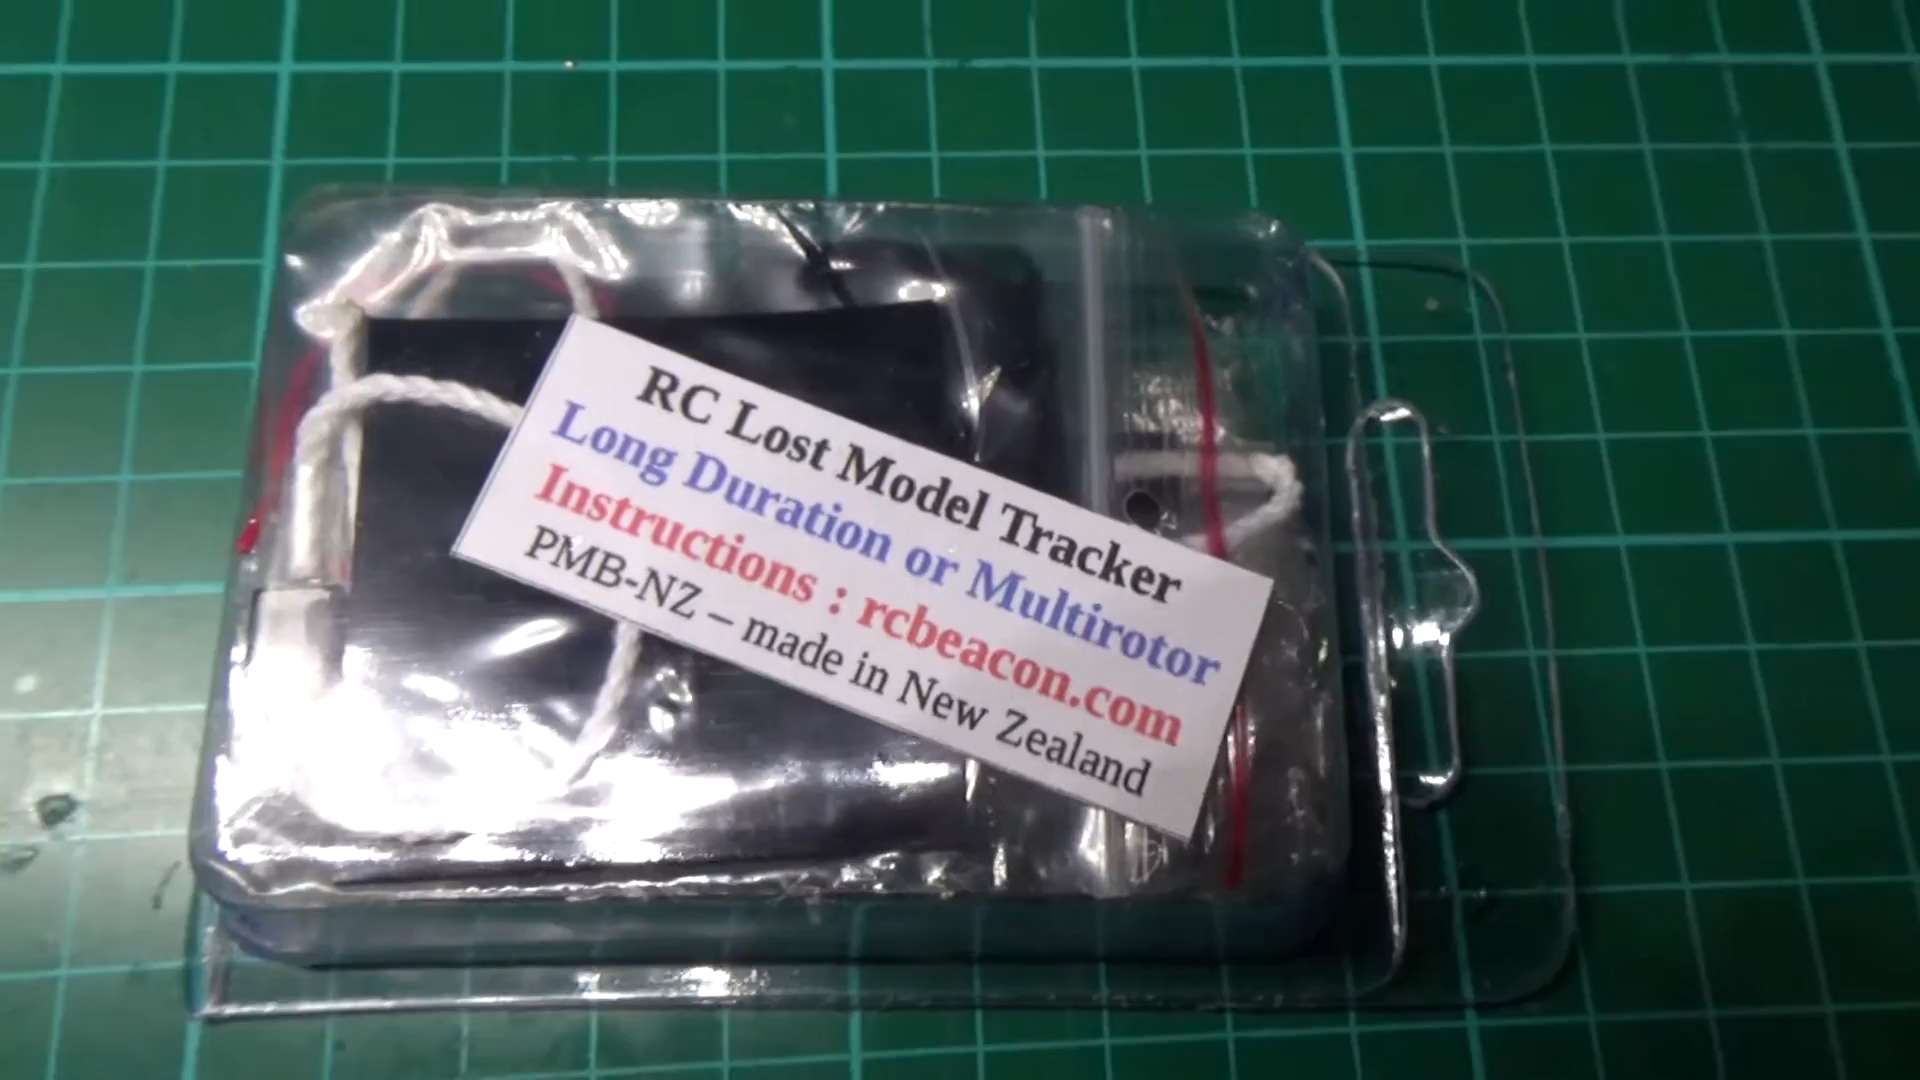 RC Lost Model Tracker
Long Duration or Multirotor
Instructions : rcbeacon.com
PMB-NZ – made in New Zealand